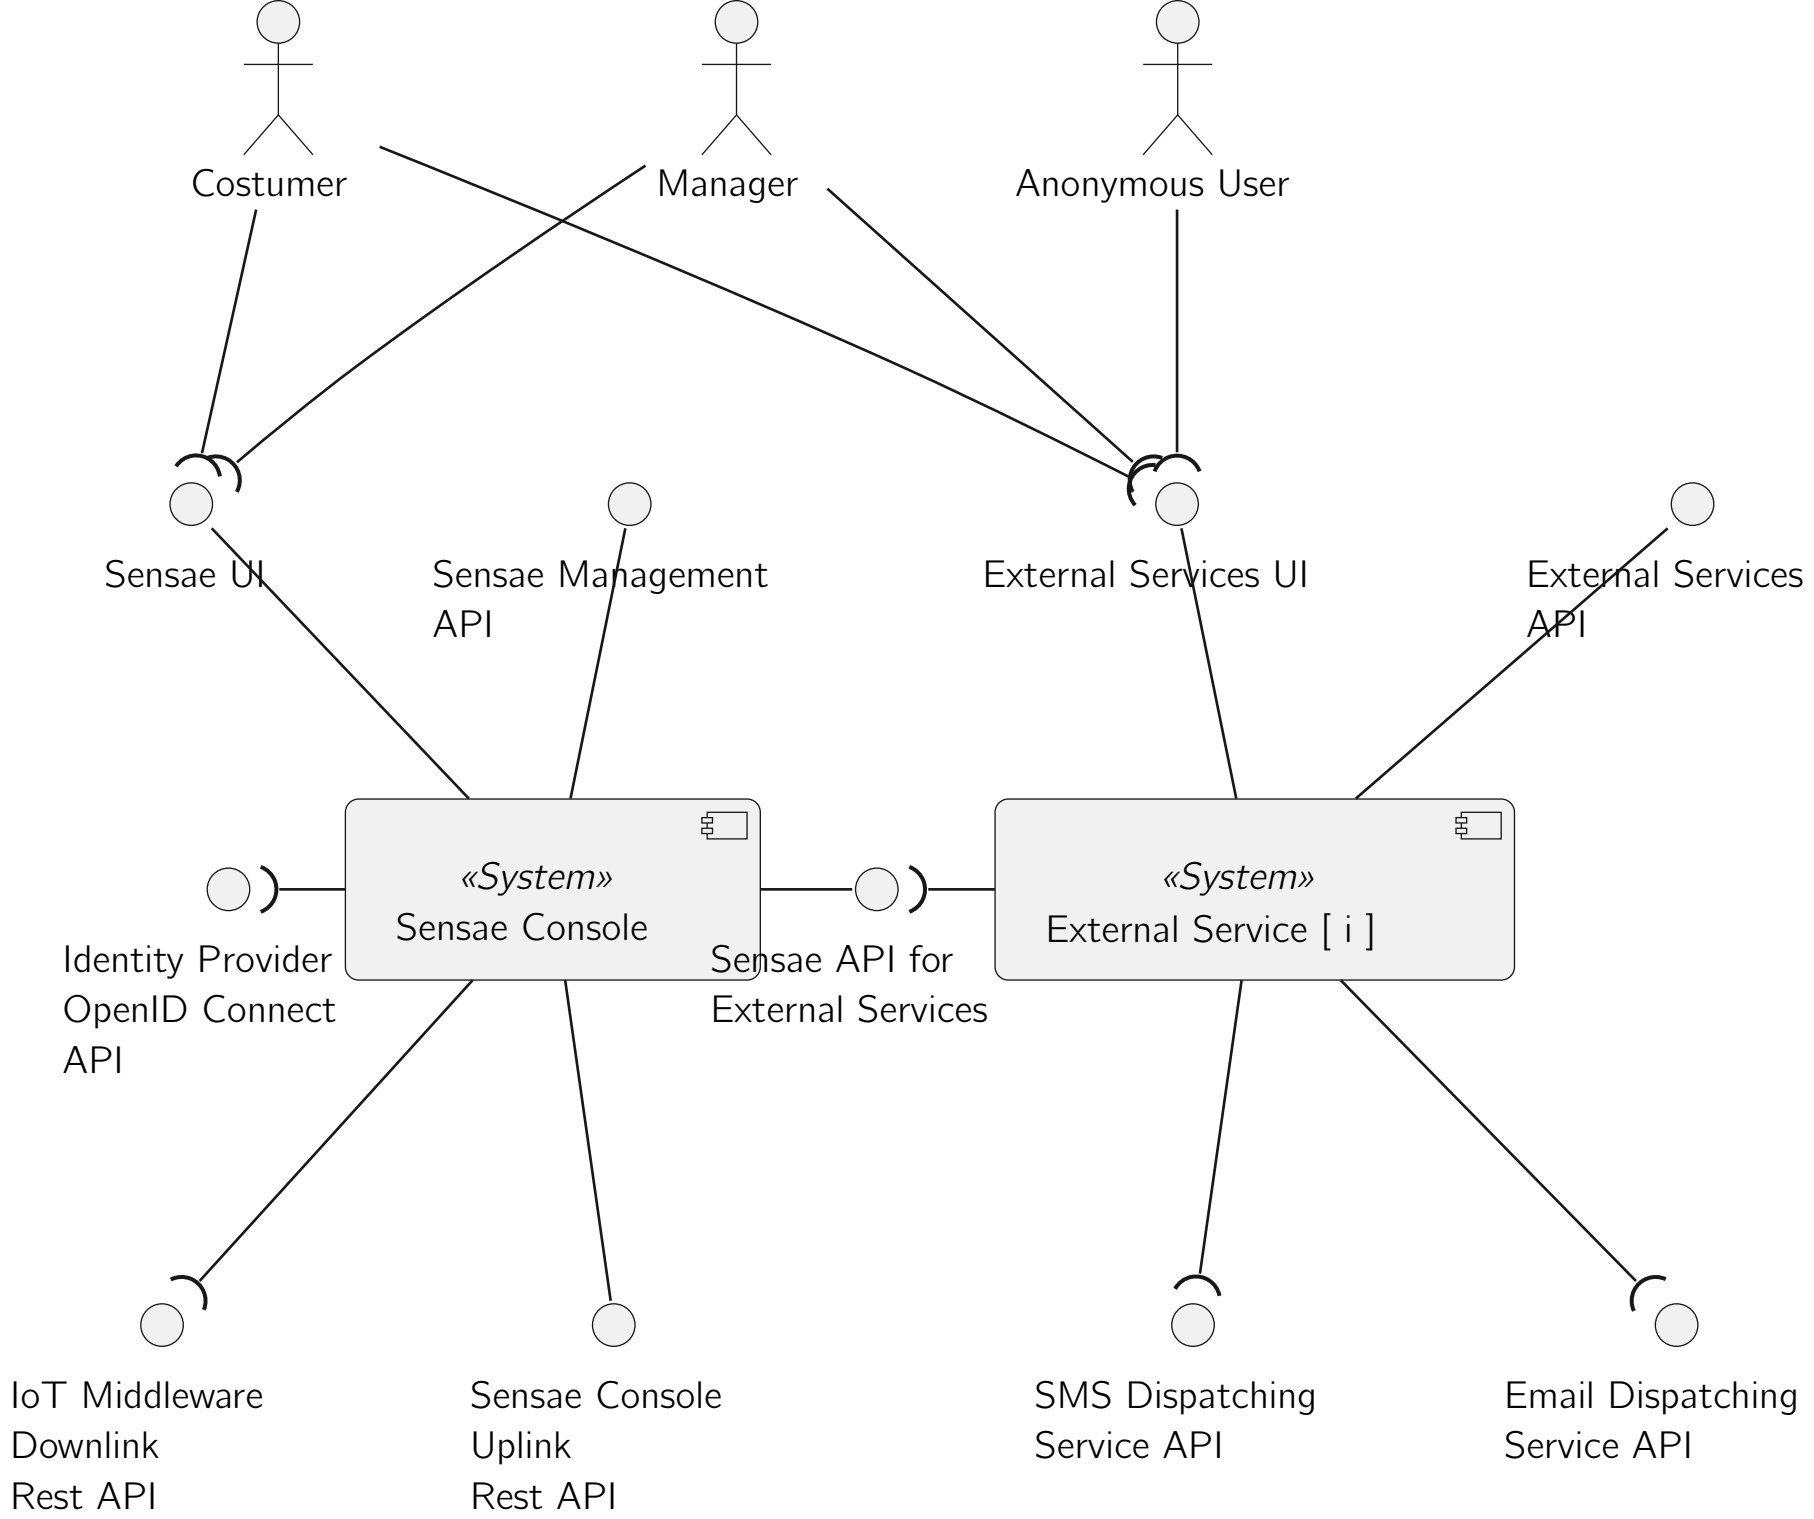 Costumer
Manager
Anonymous User
Sensae UI
Sensae Management
API
External Services UI
External Services
API
«System»
Sensae Console
«System»
External Service [ i ]
Identity Provider
OpenID Connect
API
Sensae API for
External Services
IoT Middleware
Downlink
Rest API
Sensae Console
Uplink
Rest API
SMS Dispatching
Service API
Email Dispatching
Service API